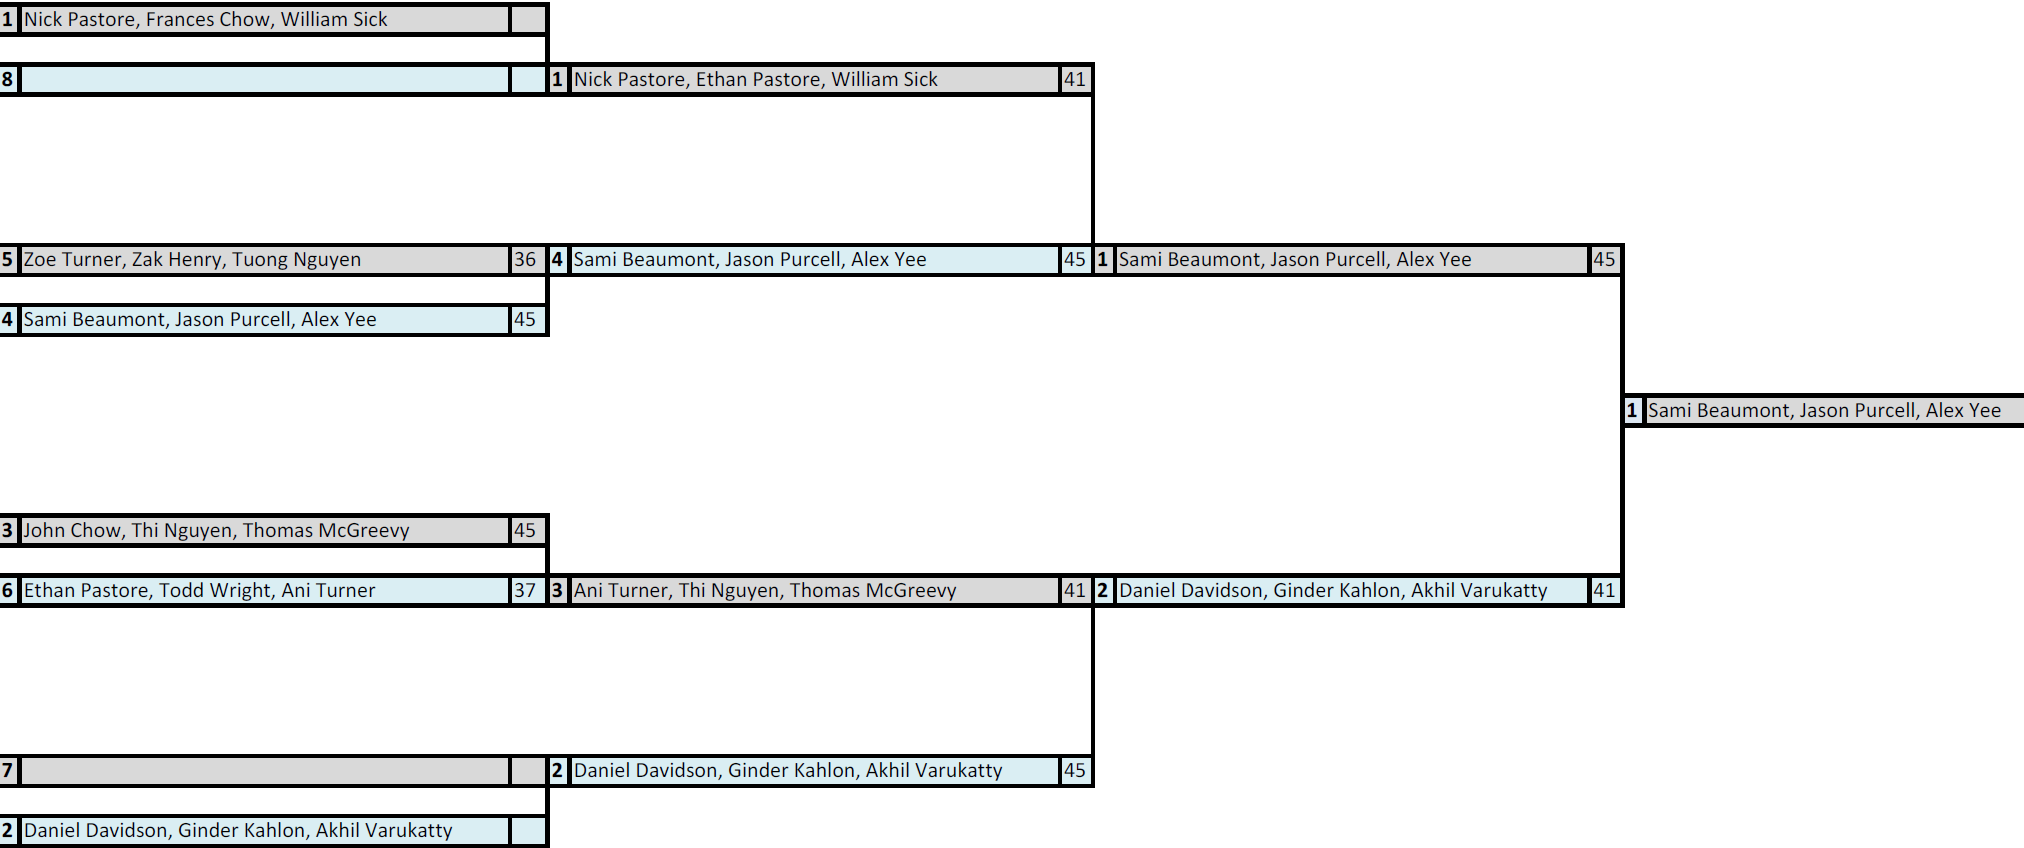 1 Nick Pastore, Frances Chow, William Sick
8 1 Nick Pastore, Ethan Pastore, William Sick 41
5 Zoe Turner, Zak Henry, Tuong Nguyen 36 4 Sami Beaumont, Jason Purcell, Alex Yee 45 1 Sami Beaumont, Jason Purcell, Alex Yee 45
4 Sami Beaumont, Jason Purcell, Alex Yee 45
1 Sami Beaumont, Jason Purcell, Alex Yee
3 John Chow, Thi Nguyen, Thomas McGreevy 45
6 Ethan Pastore, Todd Wright, Ani Turner 37 3 Ani Turner, Thi Nguyen, Thomas McGreevy 41 2 Daniel Davidson, Ginder Kahlon, Akhil Varukatty 41
7 2 Daniel Davidson, Ginder Kahlon, Akhil Varukatty 45
2 Daniel Davidson, Ginder Kahlon, Akhil Varukatty